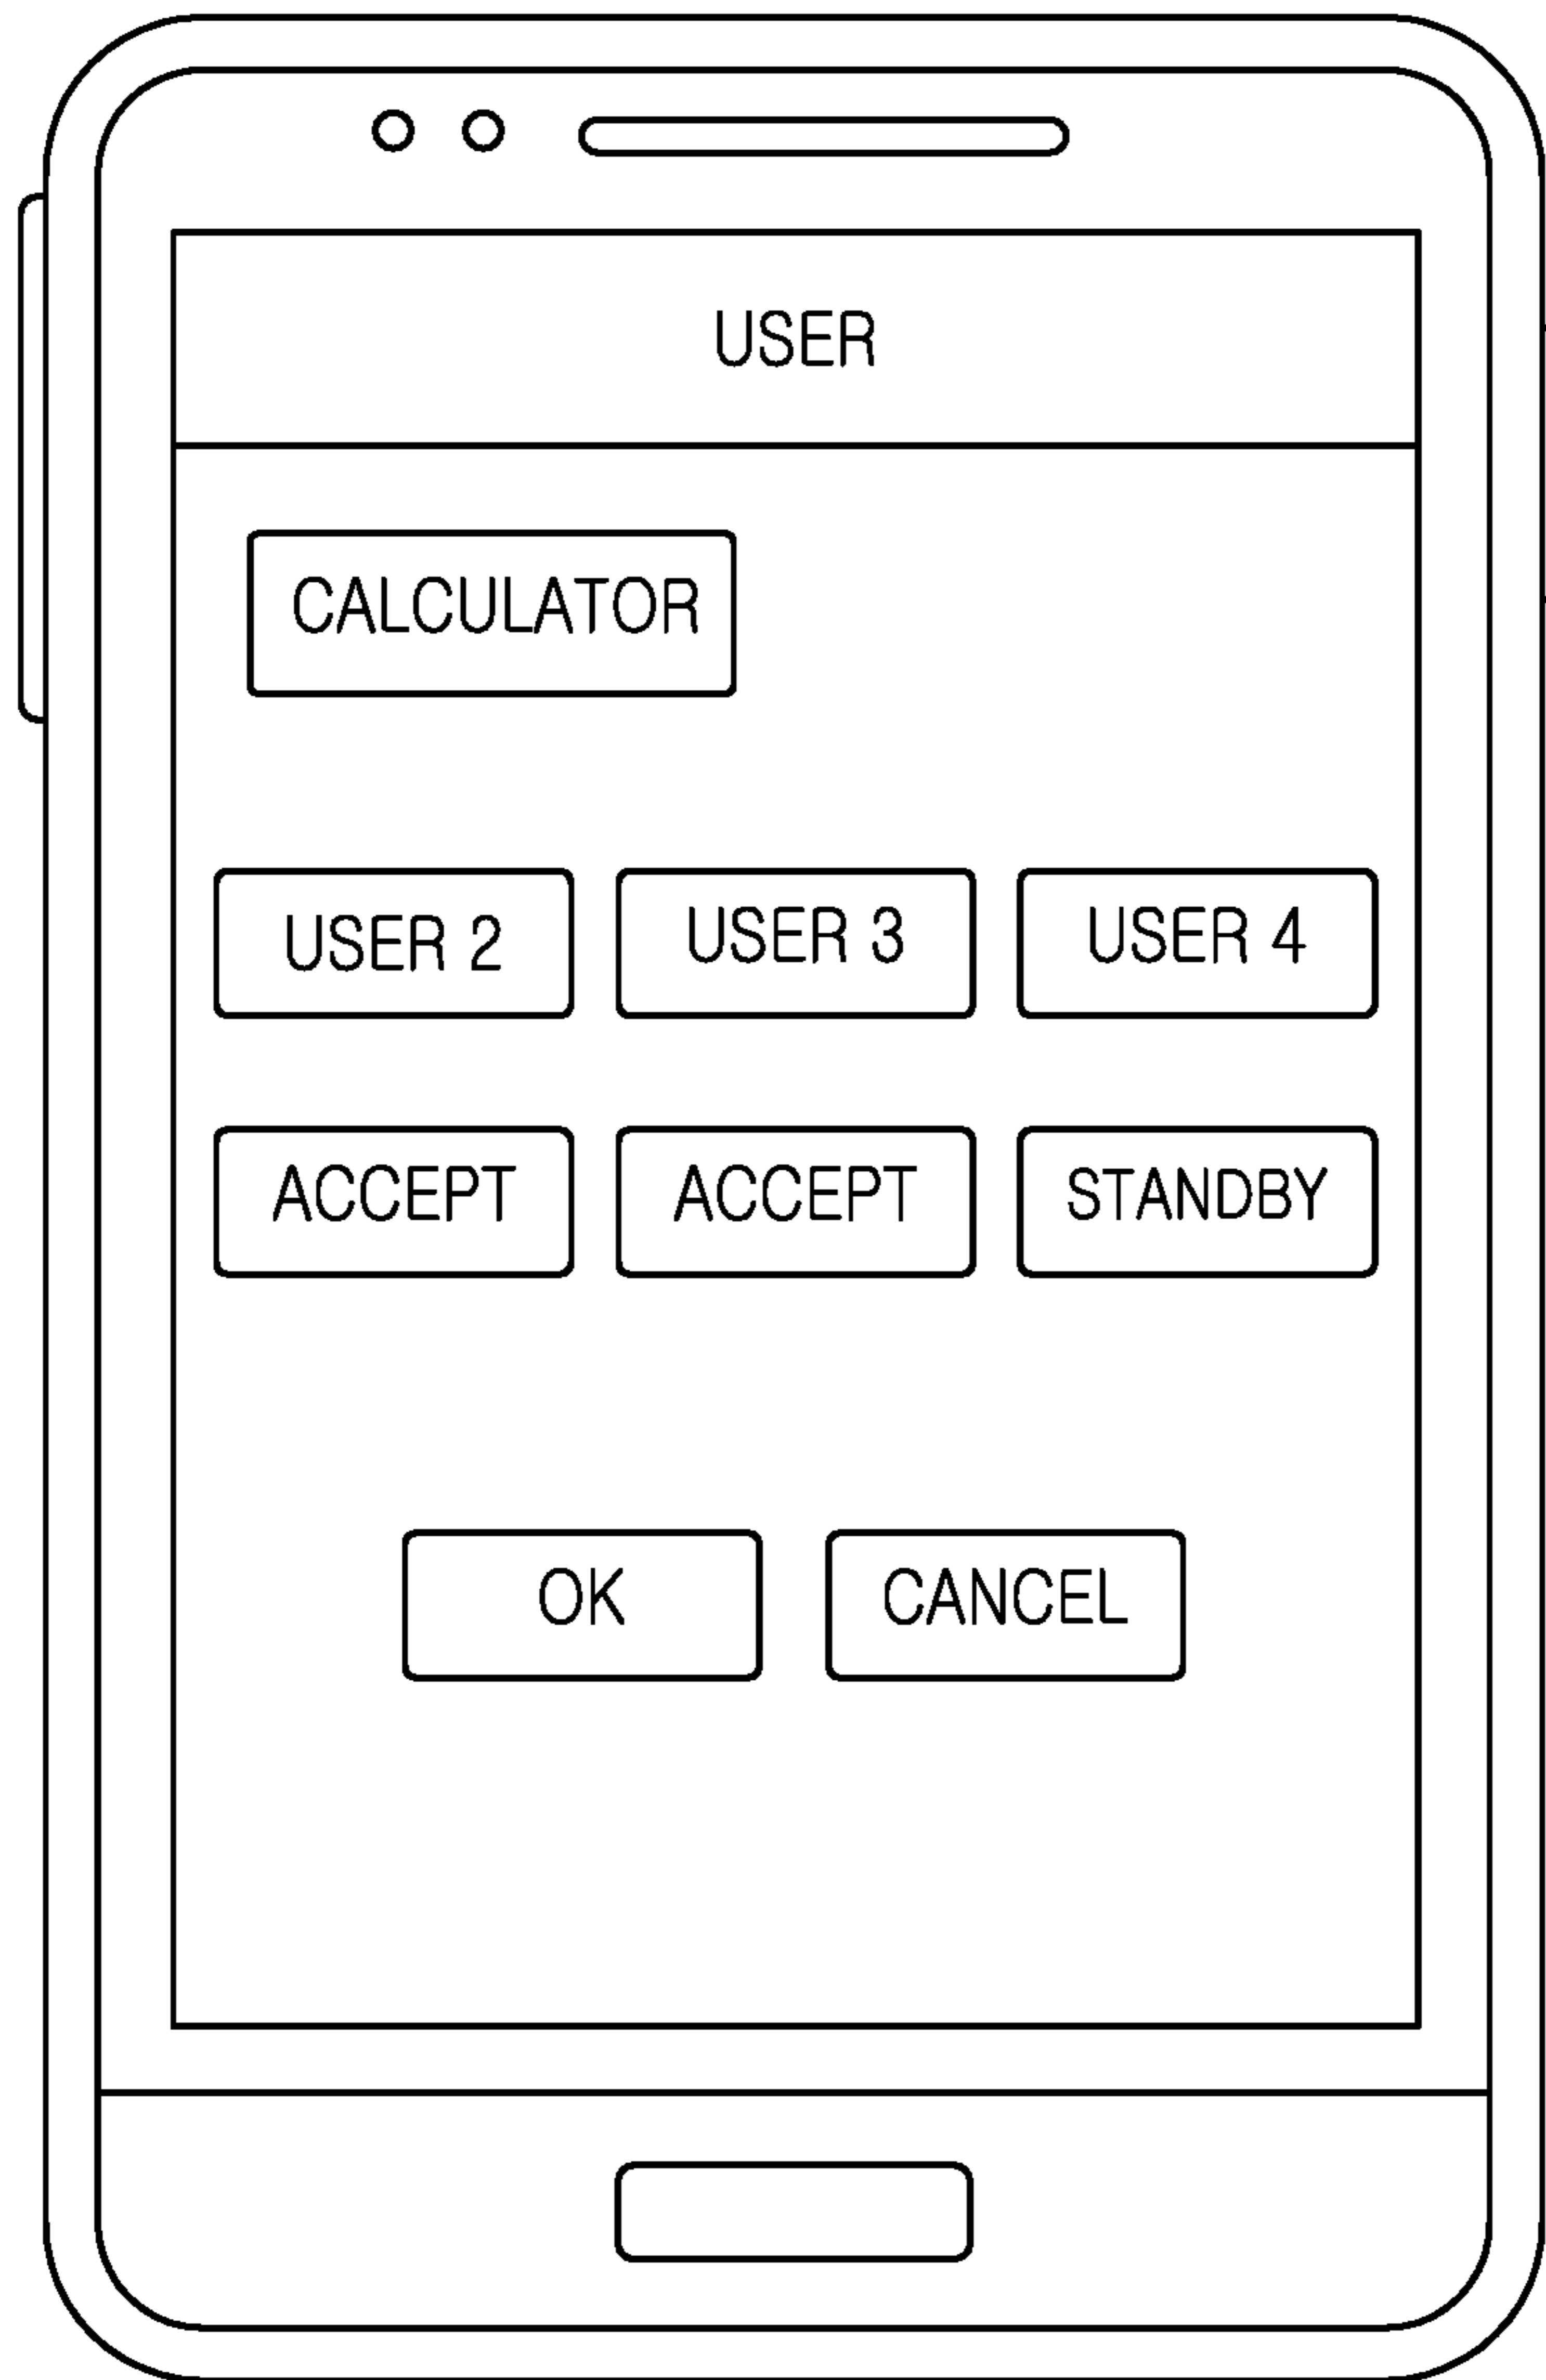 USER
CALCULATOR
USER 2 USER 3 USER 4
ACCEPT ACCEPT STANDBY
OK CANCEL